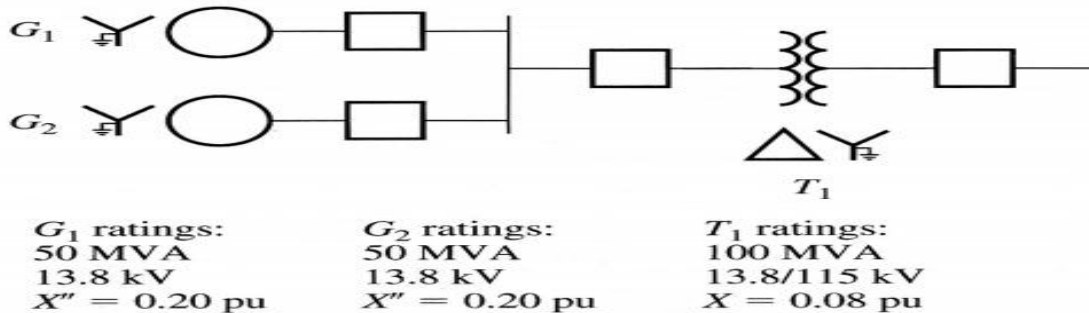 G₁
G₂
T₁
G₁ ratings:
50 MVA
13.8 kV
X″ = 0.20 pu
G₂ ratings:
50 MVA
13.8 kV
X″ = 0.20 pu
T₁ ratings:
100 MVA
13.8/115 kV
X = 0.08 pu